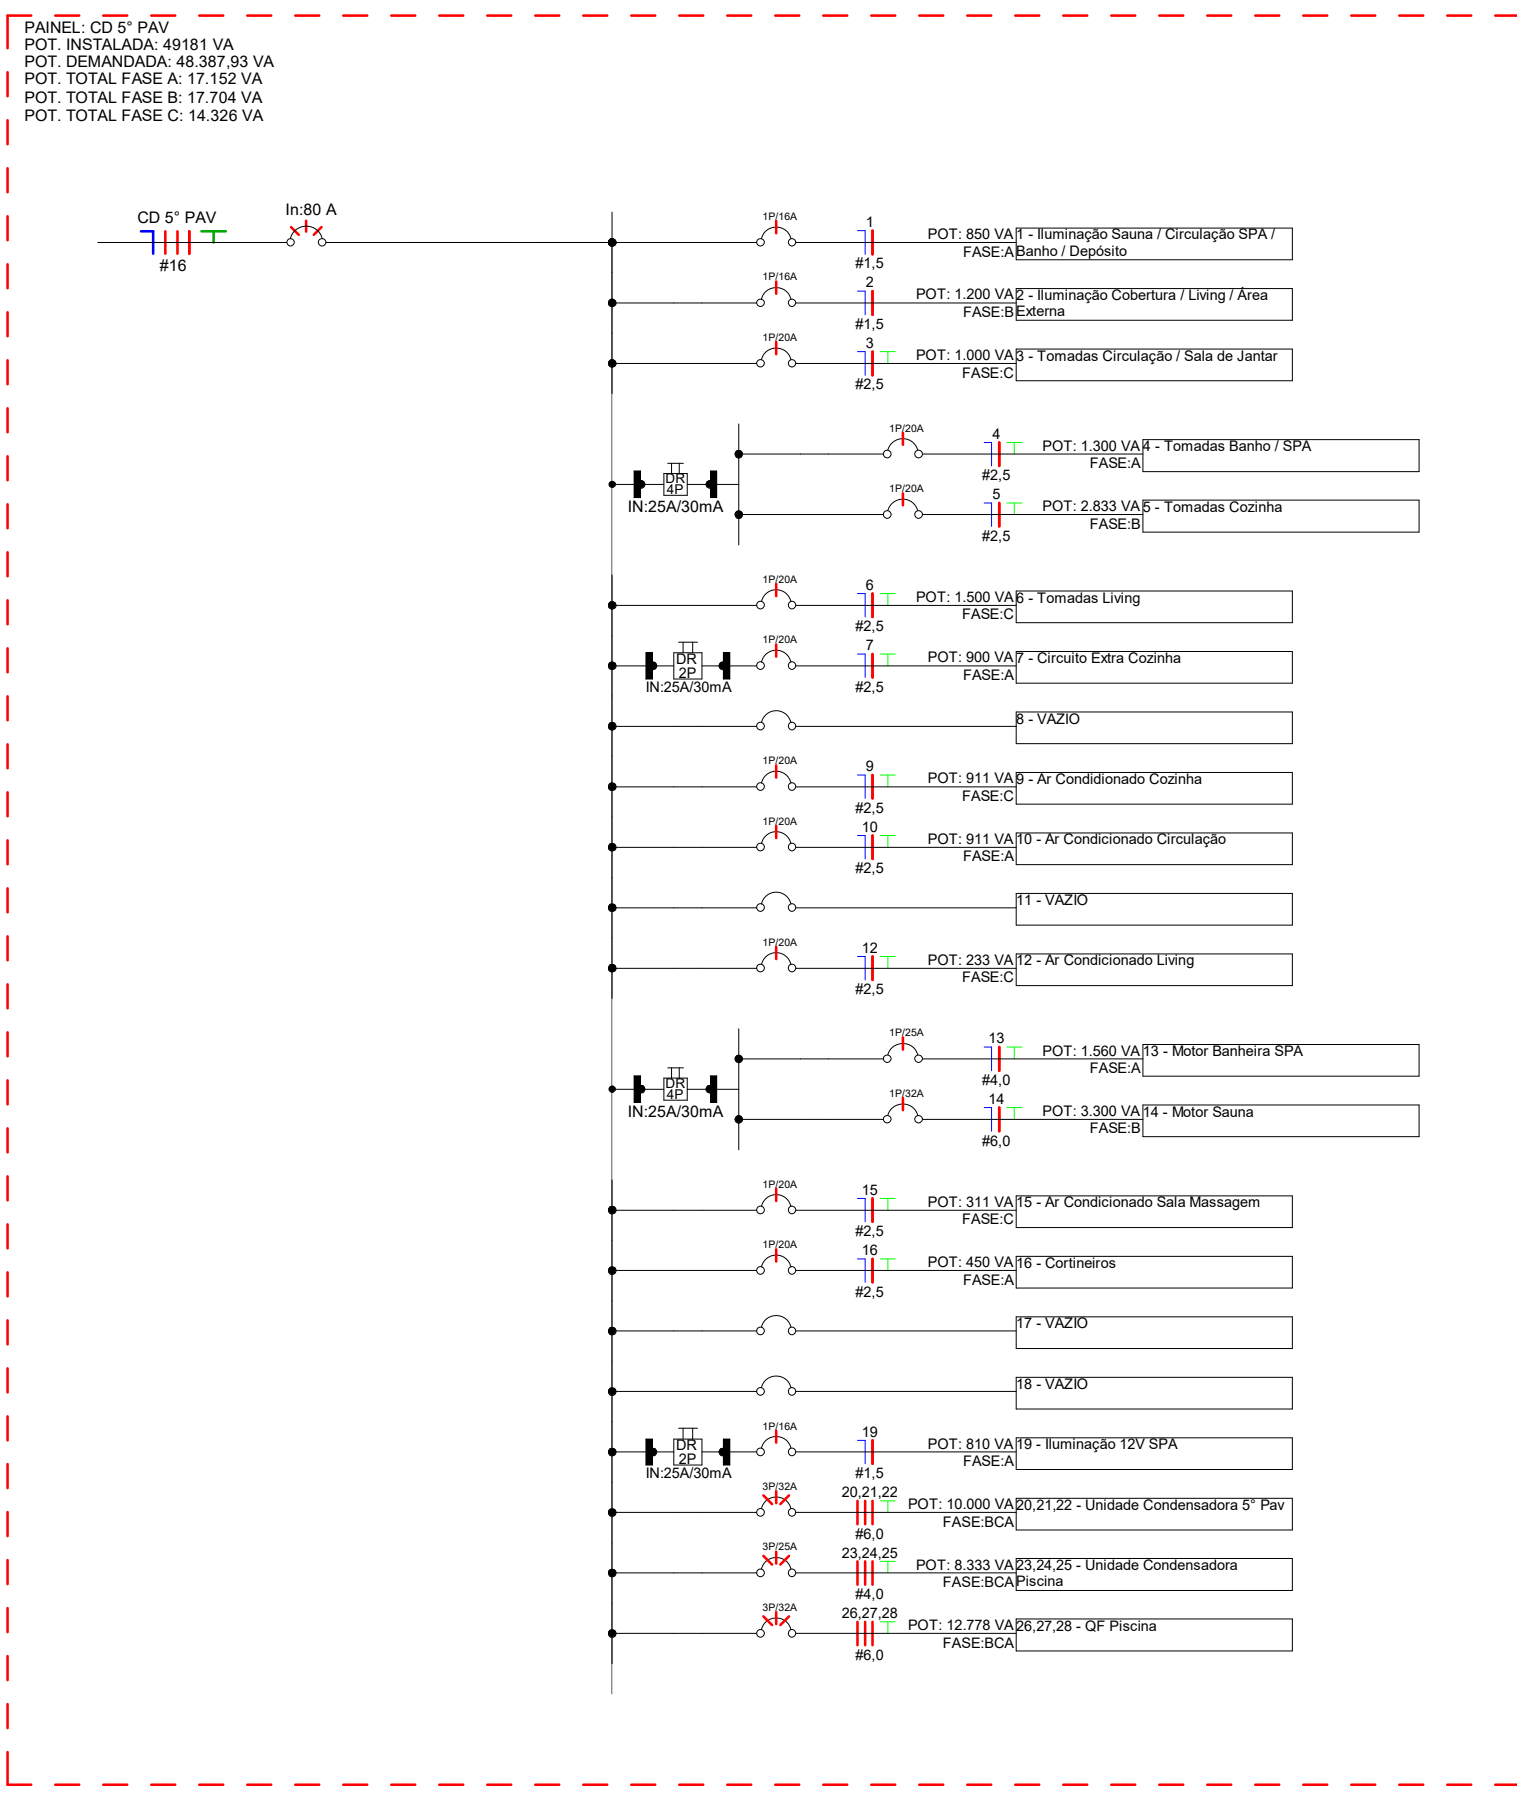 PAINEL: CD 5° PAV
POT. INSTALADA: 49181 VA
POT. DEMANDADA: 48.387,93 VA
POT. TOTAL FASE A: 17.152 VA
POT. TOTAL FASE B: 17.704 VA
POT. TOTAL FASE C: 14.326 VA
CD 5° PAV
#16
In:80 A
1P/16A
1
#1,5
POT: 850 VA
FASE:A
1 - Iluminação Sauna / Circulação SPA /
Banho / Depósito
1P/16A
2
#1,5
POT: 1.200 VA
FASE:B
2 - Iluminação Cobertura / Living / Área
Externa
1P/20A
3
#2,5
POT: 1.000 VA
FASE:C
3 - Tomadas Circulação / Sala de Jantar
DR
4P
IN:25A/30mA
1P/20A
4
#2,5
POT: 1.300 VA
FASE:A
4 - Tomadas Banho / SPA
1P/20A
5
#2,5
POT: 2.833 VA
FASE:B
5 - Tomadas Cozinha
1P/20A
6
#2,5
POT: 1.500 VA
FASE:C
6 - Tomadas Living
DR
2P
IN:25A/30mA
1P/20A
7
#2,5
POT: 900 VA
FASE:A
7 - Circuito Extra Cozinha
8 - VAZIO
1P/20A
9
#2,5
POT: 911 VA
FASE:C
9 - Ar Condidionado Cozinha
1P/20A
10
#2,5
POT: 911 VA
FASE:A
10 - Ar Condicionado Circulação
11 - VAZIO
1P/20A
12
#2,5
POT: 233 VA
FASE:C
12 - Ar Condicionado Living
DR
4P
IN:25A/30mA
1P/25A
13
#4,0
POT: 1.560 VA
FASE:A
13 - Motor Banheira SPA
1P/32A
14
#6,0
POT: 3.300 VA
FASE:B
14 - Motor Sauna
1P/20A
15
#2,5
POT: 311 VA
FASE:C
15 - Ar Condicionado Sala Massagem
1P/20A
16
#2,5
POT: 450 VA
FASE:A
16 - Cortineiros
17 - VAZIO
18 - VAZIO
DR
2P
IN:25A/30mA
1P/16A
19
#1,5
POT: 810 VA
FASE:A
19 - Iluminação 12V SPA
3P/32A
20,21,22
#6,0
POT: 10.000 VA
FASE:BCA
20,21,22 - Unidade Condensadora 5° Pav
3P/25A
23,24,25
#4,0
POT: 8.333 VA
FASE:BCA
23,24,25 - Unidade Condensadora
Piscina
3P/32A
26,27,28
#6,0
POT: 12.778 VA
FASE:BCA
26,27,28 - QF Piscina